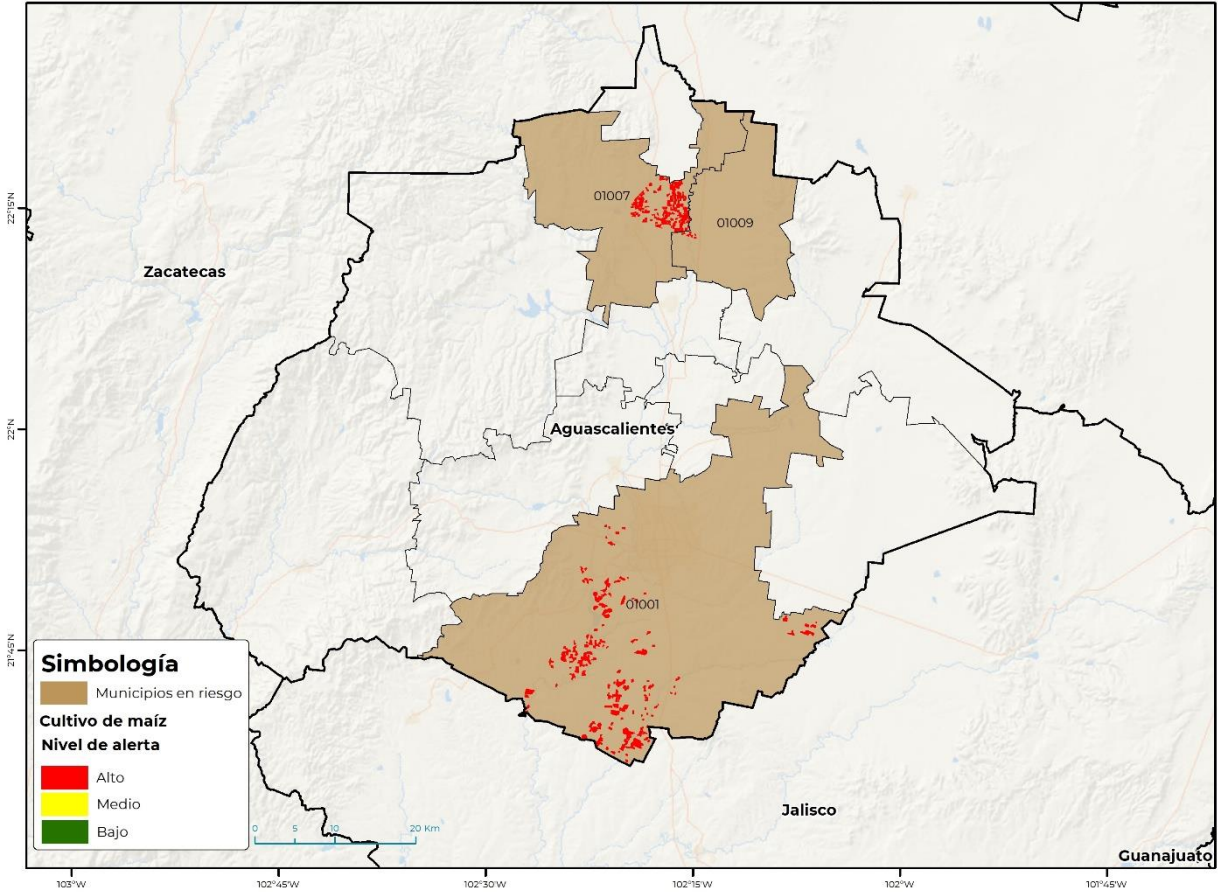 22°15'N
01007
01009
Zacatecas
22°N
Aguascalientes
01001
21°45'N
Simbología
Municipios en riesgo
Cultivo de maíz
Nivel de alerta
Alto
Medio
Bajo
0 5 10 20 Km
Jalisco
Guanajuato
103°W 102°45'W 102°30'W 102°15'W 102°W 101°45'W